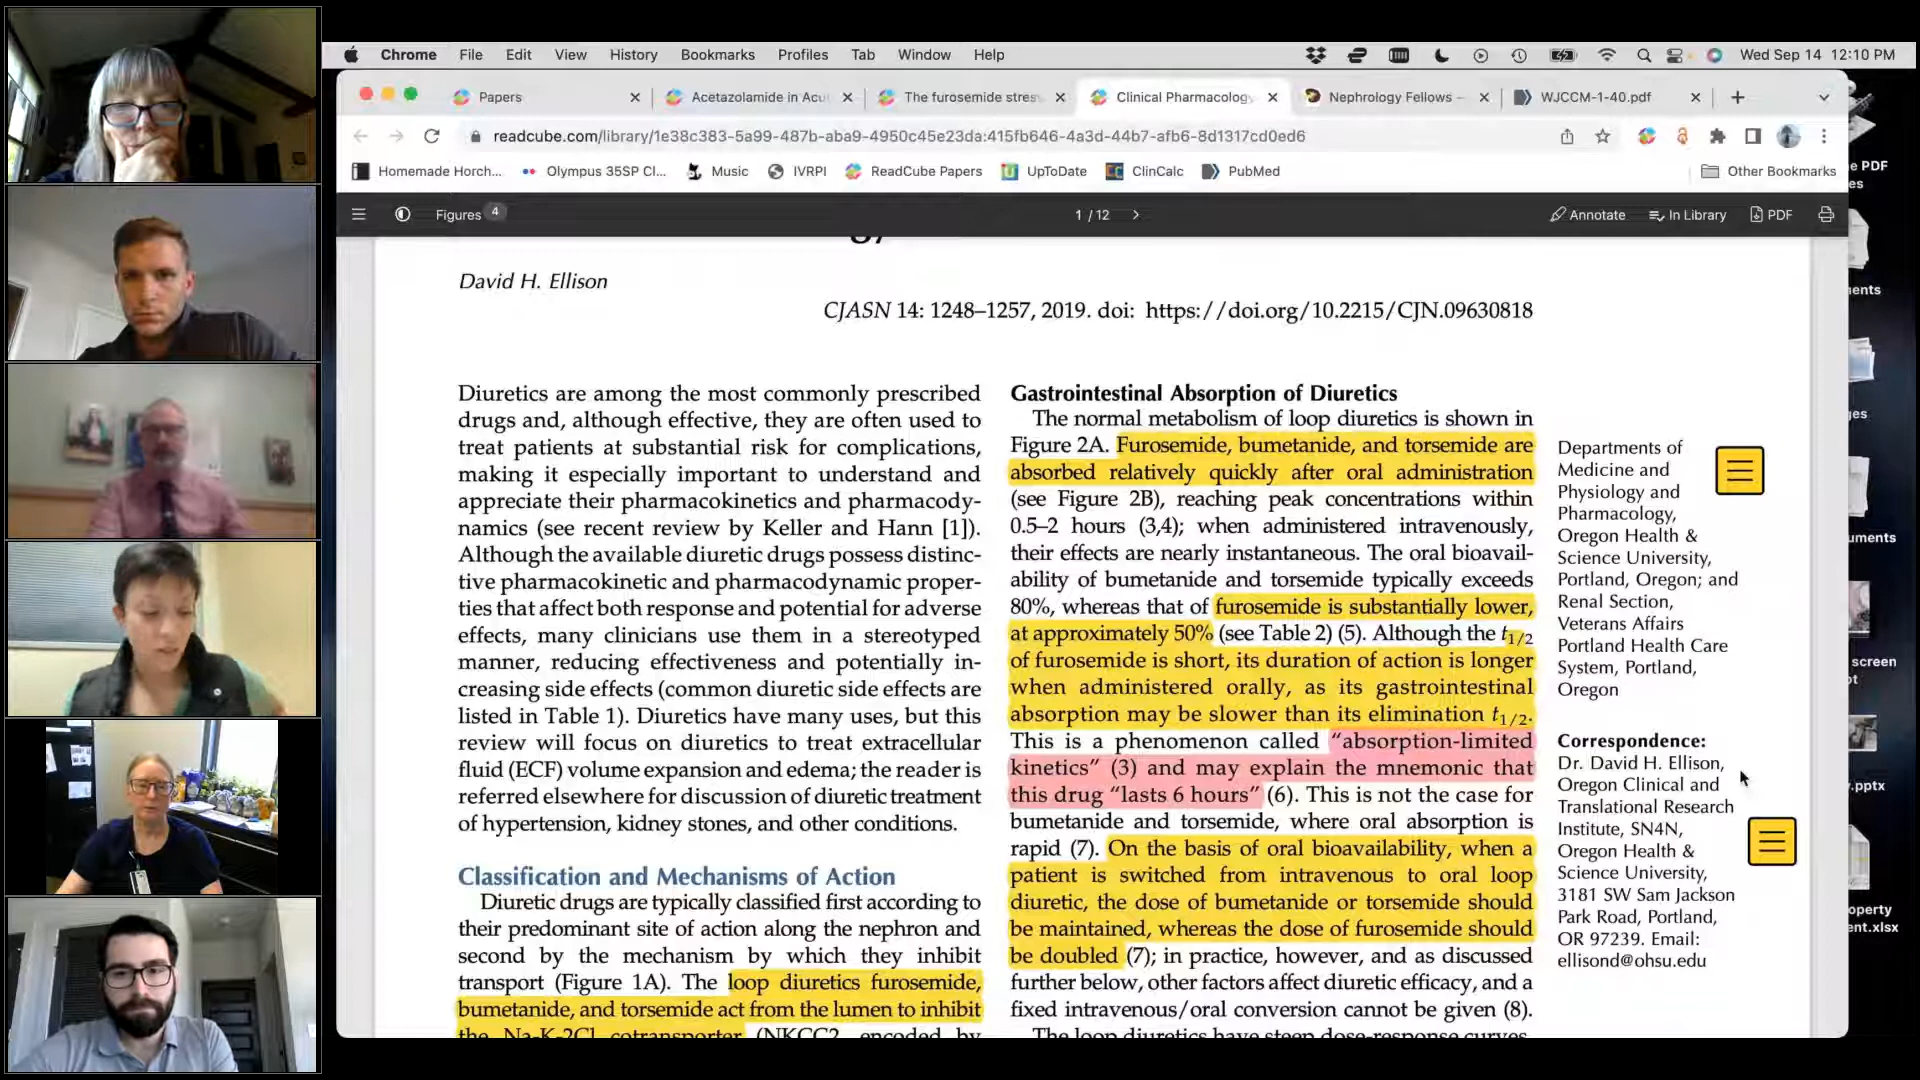 Chrome File Edit View History Bookmarks Profiles Tab Window Help
Wed Sep 14 12:10 PM
Papers
Acetazolamide in Acu
The furosemide stres
Clinical Pharmacology
Nephrology Fellows –
WJCCM-1-40.pdf
readcube.com/library/1e38c383-5a99-487b-aba9-4950c45e23da:415fb646-4a3d-44b7-afb6-8d1317cd0ed6
Homemade Horch...
Olympus 35SP Cl...
Music
IVRPI
ReadCube Papers
UpToDate
ClinCalc
PubMed
Other Bookmarks
Figures 4
1 / 12
Annotate
In Library
PDF
David H. Ellison
CJASN 14: 1248–1257, 2019. doi: https://doi.org/10.2215/CJN.09630818
Diuretics are among the most commonly prescribed
drugs and, although effective, they are often used to
treat patients at substantial risk for complications,
making it especially important to understand and
appreciate their pharmacokinetics and pharmacody-
namics (see recent review by Keller and Hann [1]).
Although the available diuretic drugs possess distinc-
tive pharmacokinetic and pharmacodynamic proper-
ties that affect both response and potential for adverse
effects, many clinicians use them in a stereotyped
manner, reducing effectiveness and potentially in-
creasing side effects (common diuretic side effects are
listed in Table 1). Diuretics have many uses, but this
review will focus on diuretics to treat extracellular
fluid (ECF) volume expansion and edema; the reader is
referred elsewhere for discussion of diuretic treatment
of hypertension, kidney stones, and other conditions.
Classification and Mechanisms of Action
Diuretic drugs are typically classified first according to
their predominant site of action along the nephron and
second by the mechanism by which they inhibit
transport (Figure 1A). The loop diuretics furosemide,
bumetanide, and torsemide act from the lumen to inhibit
the Na-K-2Cl cotransporter (NKCC2, encoded by
Gastrointestinal Absorption of Diuretics
The normal metabolism of loop diuretics is shown in
Figure 2A. Furosemide, bumetanide, and torsemide are
absorbed relatively quickly after oral administration
(see Figure 2B), reaching peak concentrations within
0.5–2 hours (3,4); when administered intravenously,
their effects are nearly instantaneous. The oral bioavail-
ability of bumetanide and torsemide typically exceeds
80%, whereas that of furosemide is substantially lower,
at approximately 50% (see Table 2) (5). Although the t1/2
of furosemide is short, its duration of action is longer
when administered orally, as its gastrointestinal
absorption may be slower than its elimination t1/2.
This is a phenomenon called “absorption-limited
kinetics” (3) and may explain the mnemonic that
this drug “lasts 6 hours” (6). This is not the case for
bumetanide and torsemide, where oral absorption is
rapid (7). On the basis of oral bioavailability, when a
patient is switched from intravenous to oral loop
diuretic, the dose of bumetanide or torsemide should
be maintained, whereas the dose of furosemide should
be doubled (7); in practice, however, and as discussed
further below, other factors affect diuretic efficacy, and a
fixed intravenous/oral conversion cannot be given (8).
The loop diuretics have steep dose-response curves.
Departments of
Medicine and
Physiology and
Pharmacology,
Oregon Health &
Science University,
Portland, Oregon; and
Renal Section,
Veterans Affairs
Portland Health Care
System, Portland,
Oregon
Correspondence:
Dr. David H. Ellison,
Oregon Clinical and
Translational Research
Institute, SN4N,
Oregon Health &
Science University,
3181 SW Sam Jackson
Park Road, Portland,
OR 97239. Email:
ellisond@ohsu.edu
e PDF
es
ents
ges
uments
screen
pt
.pptx
operty
ent.xlsx